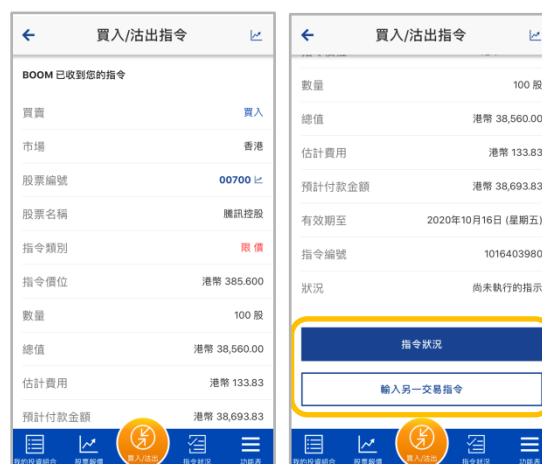 買入/沽出指令
BOOM 已收到您的指令
買賣 買入
市場 香港
股票編號 00700
股票名稱 騰訊控股
指令類別 限價
指令價位 港幣 385.600
數量 100 股
總值 港幣 38,560.00
估計費用 港幣 133.83
預計付款金額 港幣 38,693.83
我的投資組合 股票報價 買入/沽出 指令狀況 功能表
買入/沽出指令
數量 100 股
總值 港幣 38,560.00
估計費用 港幣 133.83
預計付款金額 港幣 38,693.83
有效期至 2020年10月16日 (星期五)
指令編號 1016403980
狀況 尚未執行的指示
指令狀況
輸入另一交易指令
我的投資組合 股票報價 買入/沽出 指令狀況 功能表